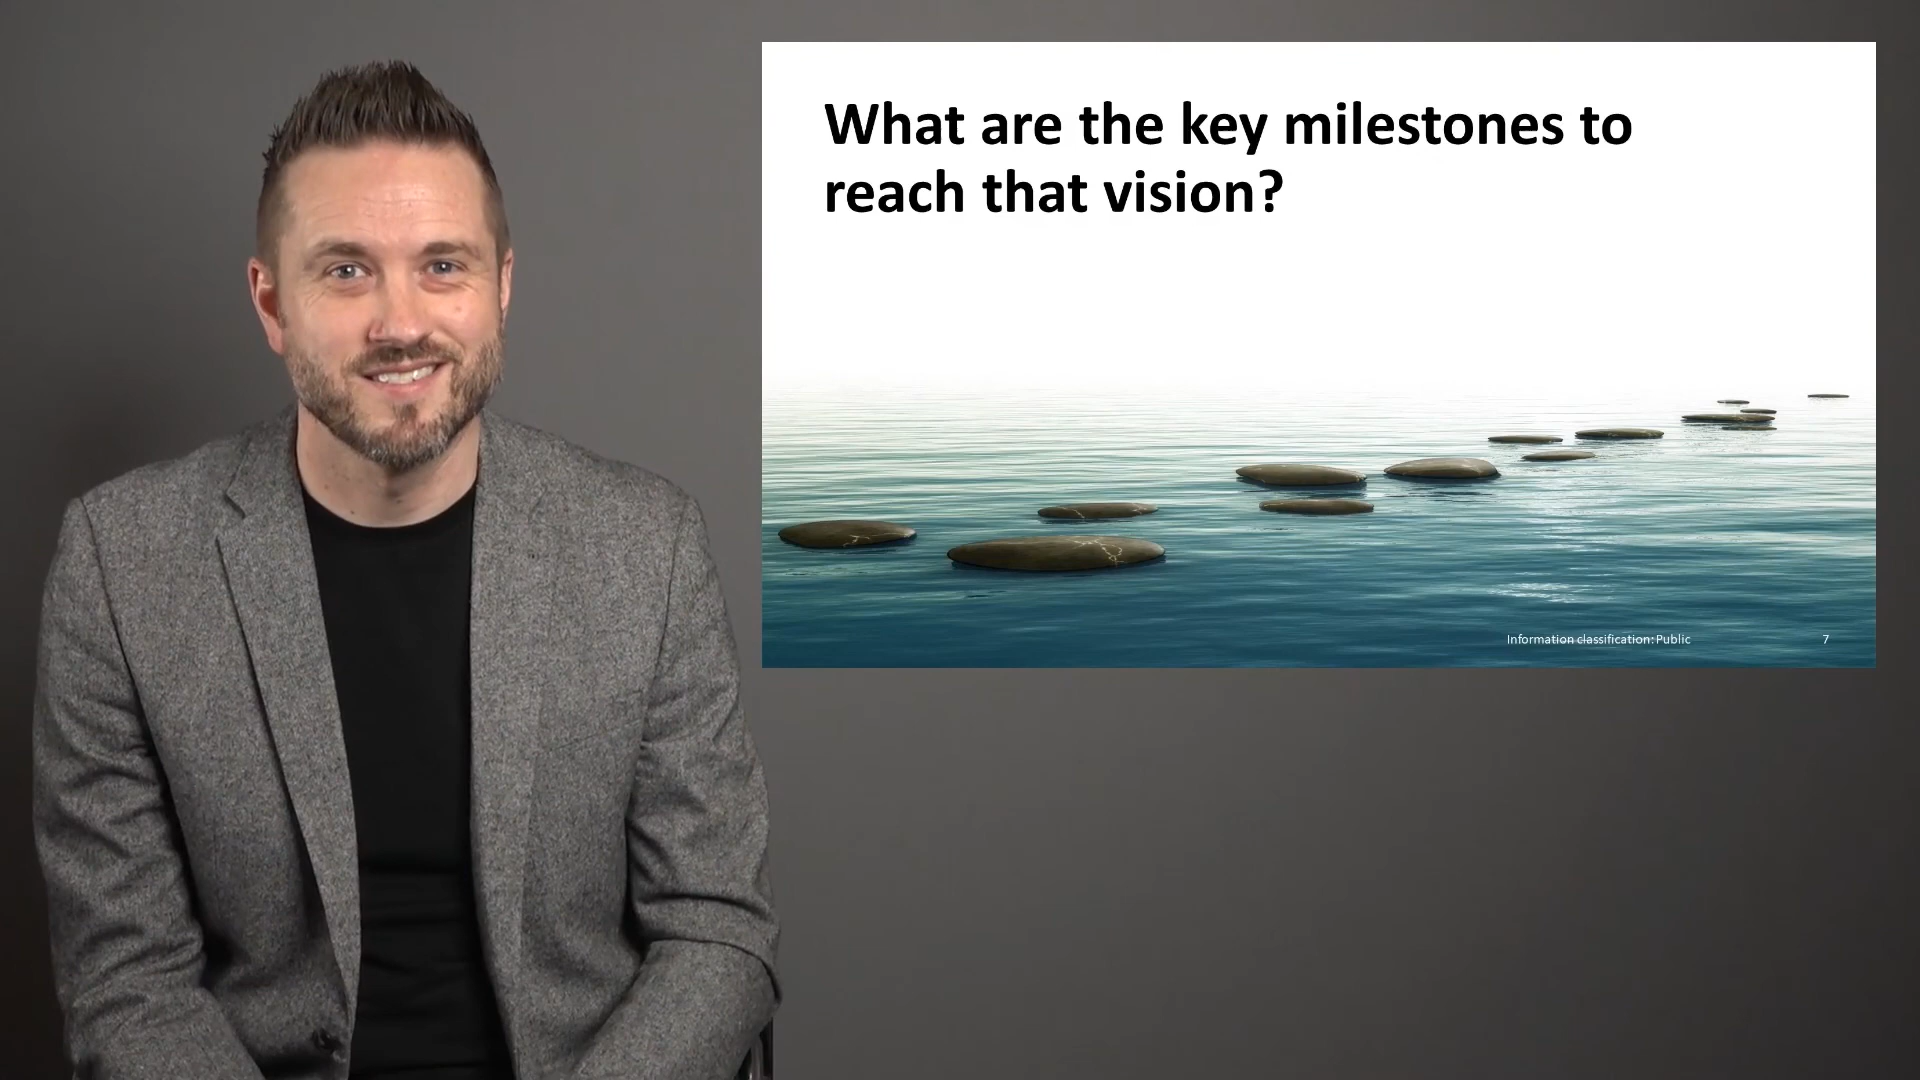 What are the key milestones to
reach that vision?
Information classification: Public
7